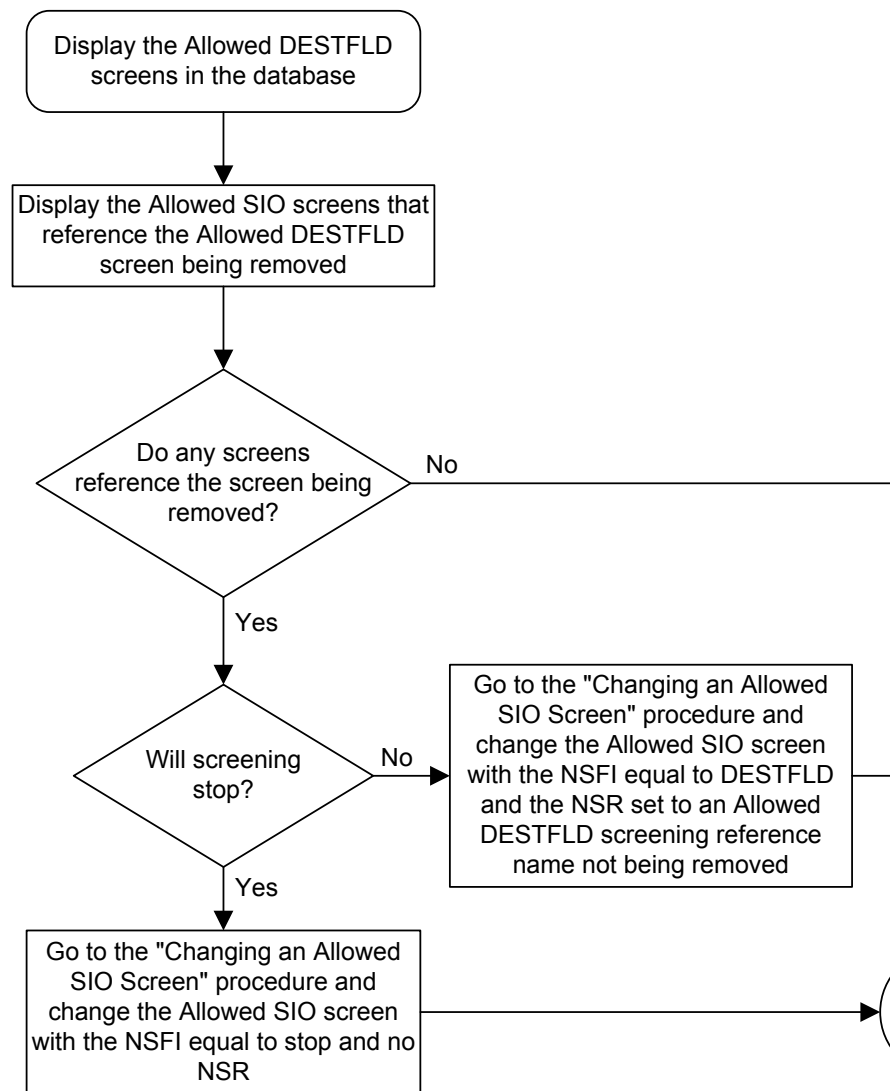 Display the Allowed DESTFLD
screens in the database
Display the Allowed SIO screens that
reference the Allowed DESTFLD
screen being removed
Do any screens
reference the screen being
removed?
No
Yes
Will screening
stop?
No
Go to the "Changing an Allowed
SIO Screen" procedure and
change the Allowed SIO screen
with the NSFI equal to DESTFLD
and the NSR set to an Allowed
DESTFLD screening reference
name not being removed
Yes
Go to the "Changing an Allowed
SIO Screen" procedure and
change the Allowed SIO screen
with the NSFI equal to stop and no
NSR